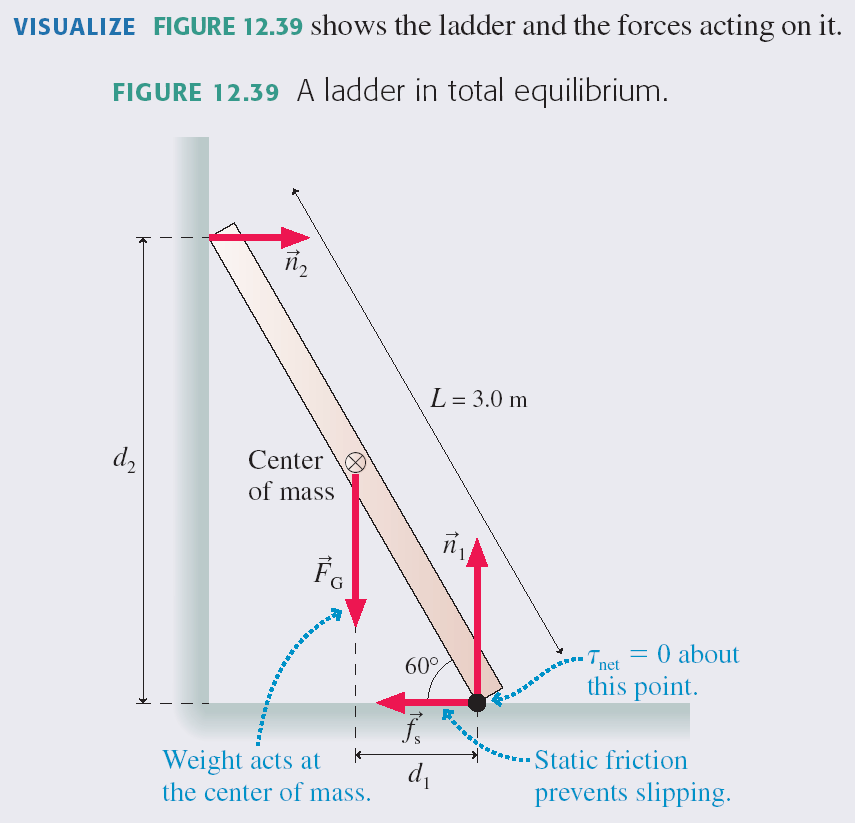 VISUALIZE FIGURE 12.39 shows the ladder and the forces acting on it.
FIGURE 12.39 A ladder in total equilibrium.
n⃗₂
L = 3.0 m
d₂
Center
of mass
n⃗₁
F⃗G
60°
τnet = 0 about
this point.
f⃗s
Weight acts at
the center of mass.
d₁
Static friction
prevents slipping.